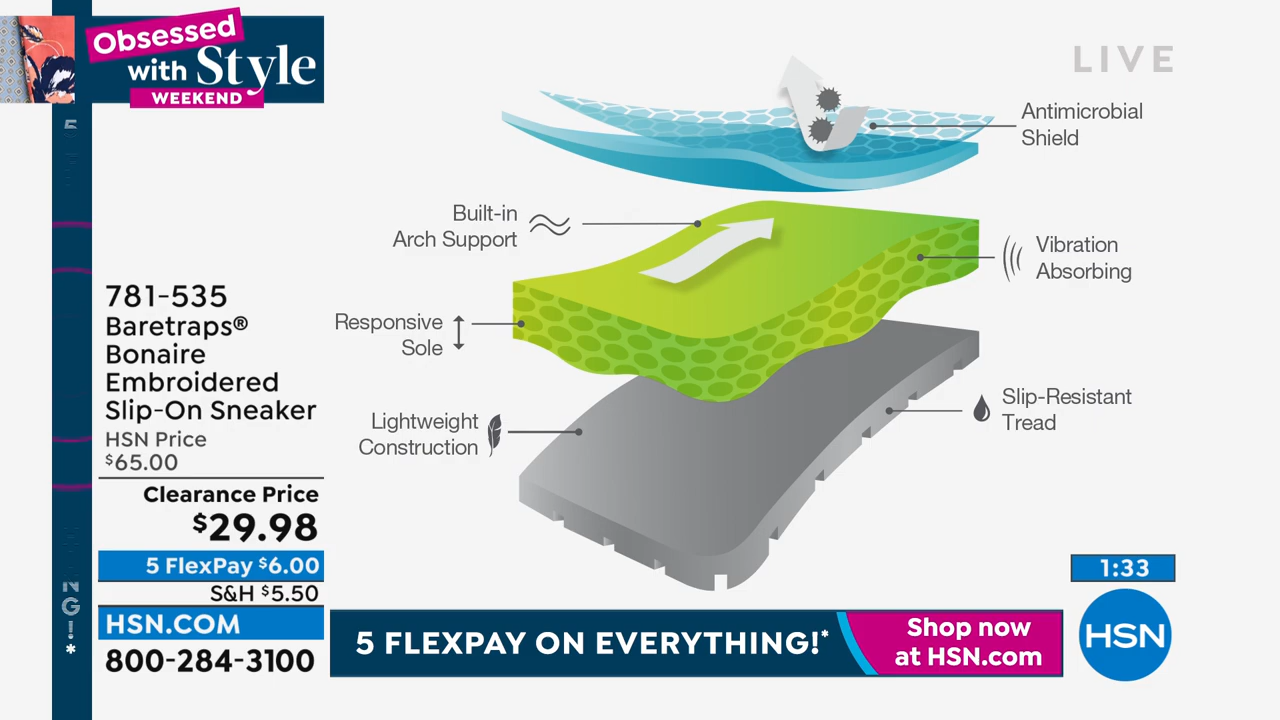 Obsessed
with Style
WEEKEND
LIVE
Antimicrobial
Shield
Built-in
Arch Support
Vibration
Absorbing
Responsive
Sole
Lightweight
Construction
Slip-Resistant
Tread
781-535
Baretraps®
Bonaire
Embroidered
Slip-On Sneaker
HSN Price
$65.00
Clearance Price
$29.98
5 FlexPay $6.00
S&H $5.50
HSN.COM
800-284-3100
5 FLEXPAY ON EVERYTHING!*
Shop now
at HSN.com
1:33
HSN